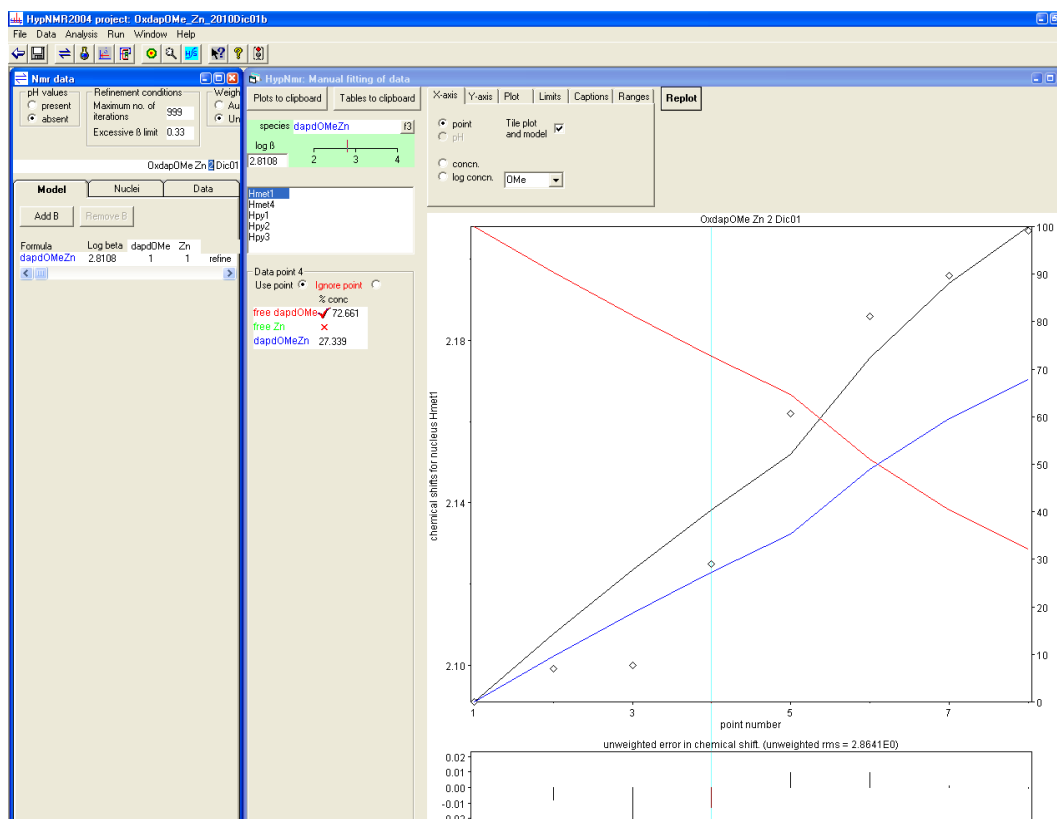 HypNMR2004 project: OxdapOMe_Zn_2010Dic01b
File Data Analysis Run Window Help
Nmr data
pH values
present
absent
Refinement conditions
Maximum no. of
iterations 999
Excessive ß limit 0.33
Weigh
Au
Un
OxdapOMe Zn 2 Dic01
Model Nuclei Data
Add B Remove B
Formula Log beta dapdOMe Zn
dapdOMeZn 2.8108 1 1 refine
HypNmr: Manual fitting of data
Plots to clipboard Tables to clipboard
species dapdOMeZn f3
log ß
2.8108 2 3 4
Hmet1
Hmet4
Hpy1
Hpy2
Hpy3
Data point 4
Use point Ignore point
% conc
free dapdOMe 72.661
free Zn
dapdOMeZn 27.339
X-axis Y-axis Plot Limits Captions Ranges
Replot
point
pH
Tile plot
and model
concn.
log concn. OMe
OxdapOMe Zn 2 Dic01
chemical shifts for nucleus Hmet1
2.18
2.14
2.10
100
90
80
70
60
50
40
30
20
10
0
1 3 5 7
point number
unweighted error in chemical shift. (unweighted rms = 2.8641E0)
0.02
0.01
0.00
-0.01
-0.02